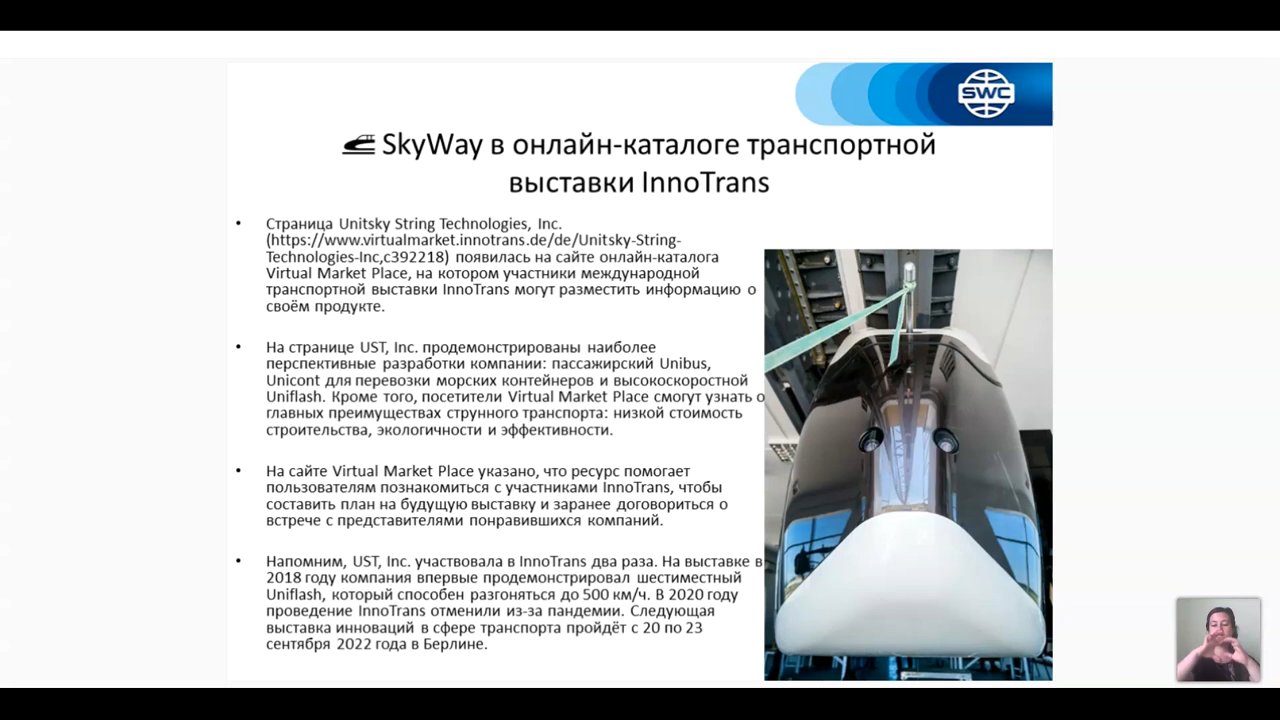 SWC
SkyWay в онлайн-каталоге транспортной
выставки InnoTrans
• Страница Unitsky String Technologies, Inc.
(https://www.virtualmarket.innotrans.de/de/Unitsky-String-
Technologies-Inc,c392218) появилась на сайте онлайн-каталога
Virtual Market Place, на котором участники международной
транспортной выставки InnoTrans могут разместить информацию о
своём продукте.
• На странице UST, Inc. продемонстрированы наиболее
перспективные разработки компании: пассажирский Unibus,
Unicont для перевозки морских контейнеров и высокоскоростной
Uniflash. Кроме того, посетители Virtual Market Place смогут узнать о
главных преимуществах струнного транспорта: низкой стоимость
строительства, экологичности и эффективности.
• На сайте Virtual Market Place указано, что ресурс помогает
пользователям познакомиться с участниками InnoTrans, чтобы
составить план на будущую выставку и заранее договориться о
встрече с представителями понравившихся компаний.
• Напомним, UST, Inc. участвовала в InnoTrans два раза. На выставке в
2018 году компания впервые продемонстрировал шестиместный
Uniflash, который способен разгоняться до 500 км/ч. В 2020 году
проведение InnoTrans отменили из-за пандемии. Следующая
выставка инноваций в сфере транспорта пройдёт с 20 по 23
сентября 2022 года в Берлине.